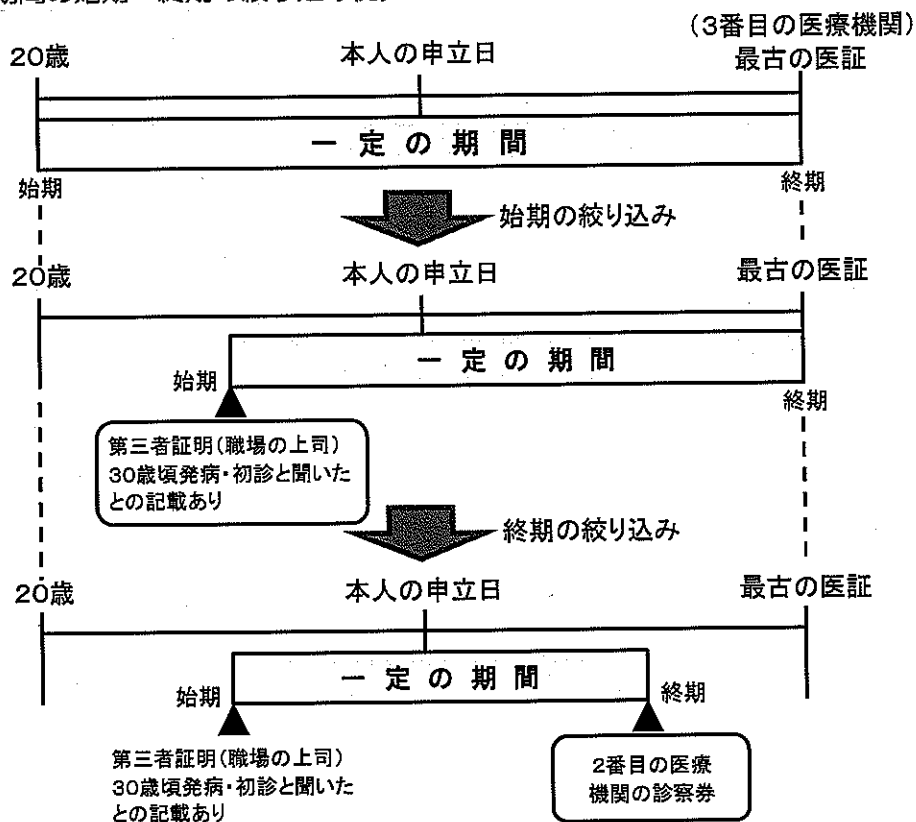 (3番目の医療機関)
20歳 本人の申立日 最古の医証
一定の期間
始期 終期
始期の絞り込み
20歳 本人の申立日 最古の医証
一定の期間
始期 終期
第三者証明(職場の上司)
30歳頃発病・初診と聞いた
との記載あり
終期の絞り込み
20歳 本人の申立日 最古の医証
一定の期間
始期 終期
第三者証明(職場の上司)
30歳頃発病・初診と聞いた
との記載あり
2番目の医療
機関の診察券